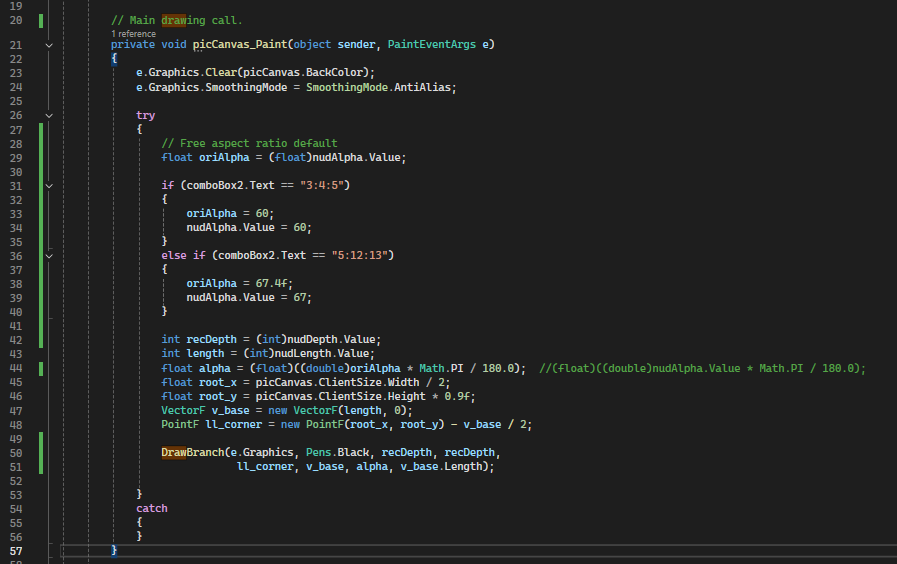 19
20 // Main drawing call.
1 reference
21 private void picCanvas_Paint(object sender, PaintEventArgs e)
22 {
23 e.Graphics.Clear(picCanvas.BackColor);
24 e.Graphics.SmoothingMode = SmoothingMode.AntiAlias;
25
26 try
27 {
28 // Free aspect ratio default
29 float oriAlpha = (float)nudAlpha.Value;
30
31 if (comboBox2.Text == "3:4:5")
32 {
33 oriAlpha = 60;
34 nudAlpha.Value = 60;
35 }
36 else if (comboBox2.Text == "5:12:13")
37 {
38 oriAlpha = 67.4f;
39 nudAlpha.Value = 67;
40 }
41
42 int recDepth = (int)nudDepth.Value;
43 int length = (int)nudLength.Value;
44 float alpha = (float)((double)oriAlpha * Math.PI / 180.0); //(float)((double)nudAlpha.Value * Math.PI / 180.0);
45 float root_x = picCanvas.ClientSize.Width / 2;
46 float root_y = picCanvas.ClientSize.Height * 0.9f;
47 VectorF v_base = new VectorF(length, 0);
48 PointF ll_corner = new PointF(root_x, root_y) - v_base / 2;
49
50 DrawBranch(e.Graphics, Pens.Black, recDepth, recDepth,
51 ll_corner, v_base, alpha, v_base.Length);
52
53 }
54 catch
55 {
56 }
57 }